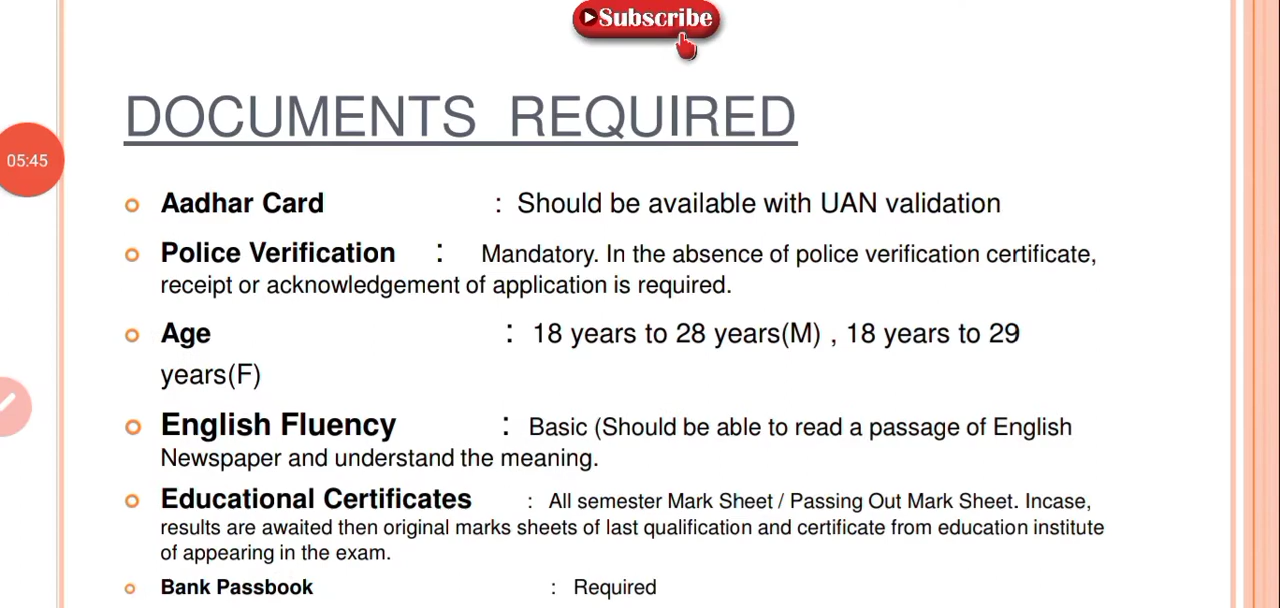 Subscribe
DOCUMENTS REQUIRED
05:45
Aadhar Card : Should be available with UAN validation
Police Verification : Mandatory. In the absence of police verification certificate,
receipt or acknowledgement of application is required.
Age : 18 years to 28 years(M) , 18 years to 29
years(F)
English Fluency : Basic (Should be able to read a passage of English
Newspaper and understand the meaning.
Educational Certificates : All semester Mark Sheet / Passing Out Mark Sheet. Incase,
results are awaited then original marks sheets of last qualification and certificate from education institute
of appearing in the exam.
Bank Passbook : Required